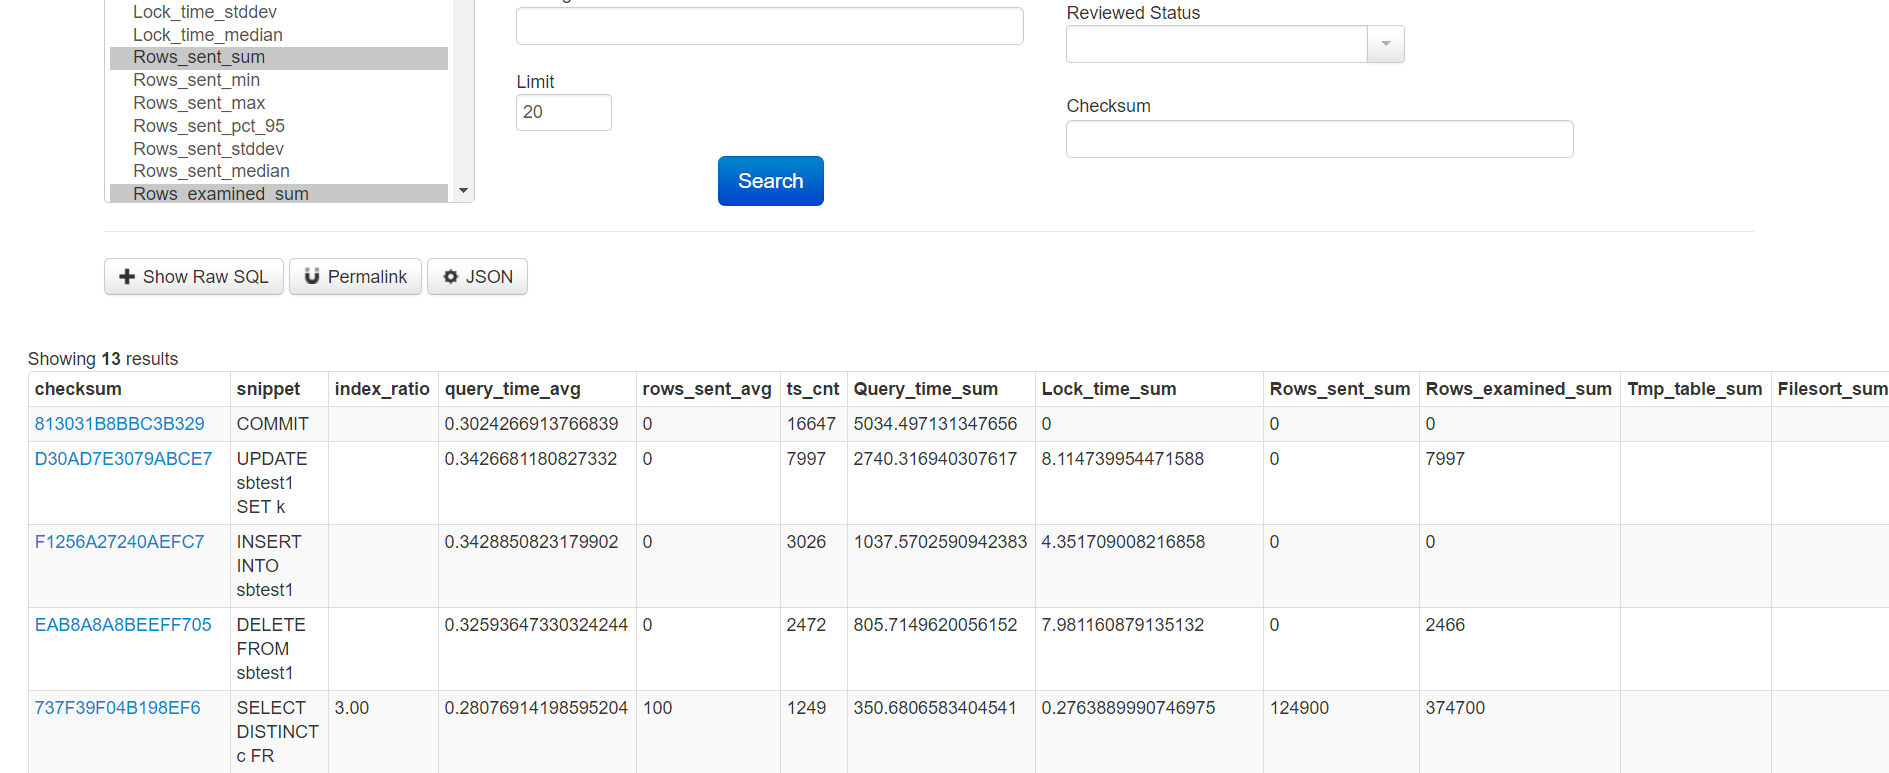 Lock_time_stddev
Lock_time_median
Rows_sent_sum
Rows_sent_min
Rows_sent_max
Rows_sent_pct_95
Rows_sent_stddev
Rows_sent_median
Rows_examined_sum
Limit
20
Search
Reviewed Status
Checksum
Show Raw SQL Permalink JSON
Showing 13 results
checksum snippet index_ratio query_time_avg rows_sent_avg ts_cnt Query_time_sum Lock_time_sum Rows_sent_sum Rows_examined_sum Tmp_table_sum Filesort_sum
813031B8BBC3B329 COMMIT 0.3024266913766839 0 16647 5034.497131347656 0 0 0
D30AD7E3079ABCE7 UPDATE 0.3426681180827332 0 7997 2740.316940307617 8.114739954471588 0 7997
sbtest1
SET k
F1256A27240AEFC7 INSERT 0.3428850823179902 0 3026 1037.5702590942383 4.351709008216858 0 0
INTO
sbtest1
EAB8A8A8BEEFF705 DELETE 0.32593647330324244 0 2472 805.7149620056152 7.981160879135132 0 2466
FROM
sbtest1
737F39F04B198EF6 SELECT 3.00 0.28076914198595204 100 1249 350.6806583404541 0.2763889990746975 124900 374700
DISTINCT
c FR